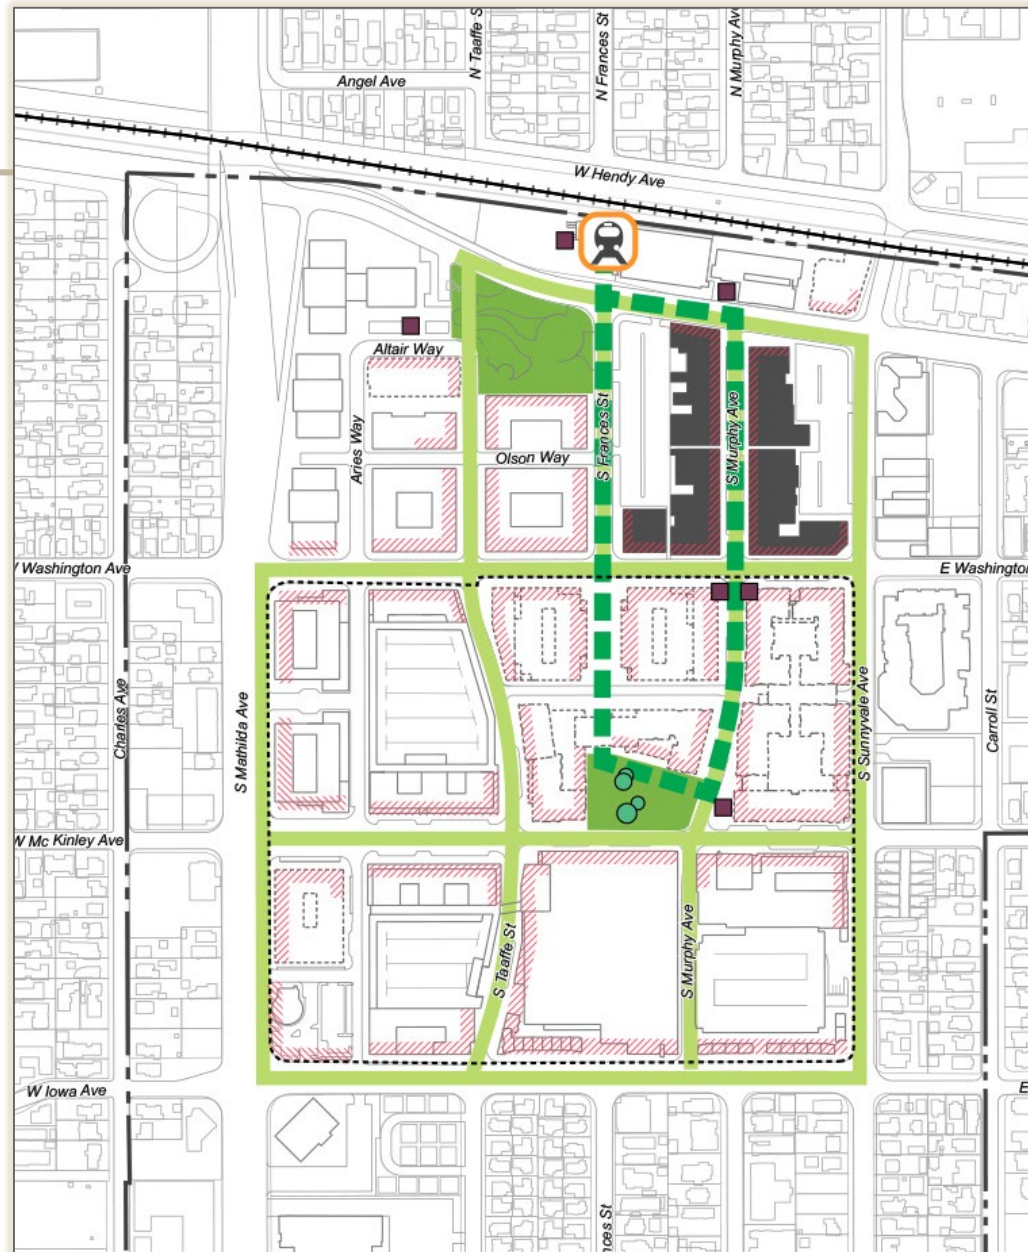 N Taaffe S
N Frances St
N Murphy Av
Angel Ave
W Hendy Ave
Altair Way
Aries Way
Olson Way
S Frances St
S Murphy Ave
W Washington Ave
E Washington
Charles Ave
S Mathilda Ave
S Sunnyvale Ave
Carroll St
W Mc Kinley Ave
S Taaffe St
S Murphy Ave
W Iowa Ave
E
nces St